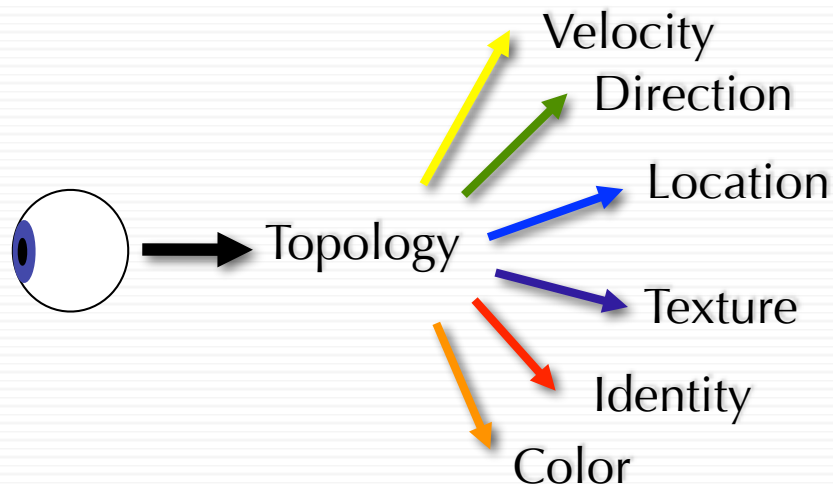 Velocity
Direction
Location
Topology
Texture
Identity
Color